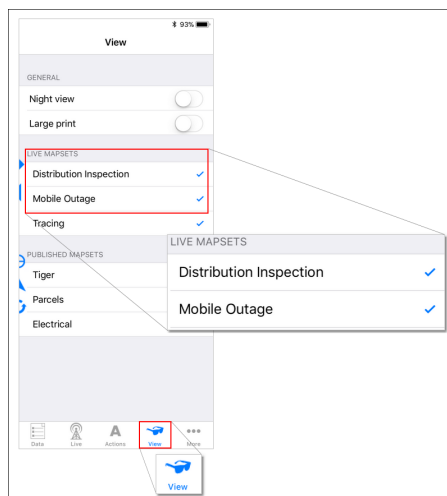 93%
View
GENERAL
Night view
Large print
LIVE MAPSETS
Distribution Inspection
Mobile Outage
Tracing
PUBLISHED MAPSETS
Tiger
Parcels
Electrical
LIVE MAPSETS
Distribution Inspection
Mobile Outage
Data Live Actions View More
View